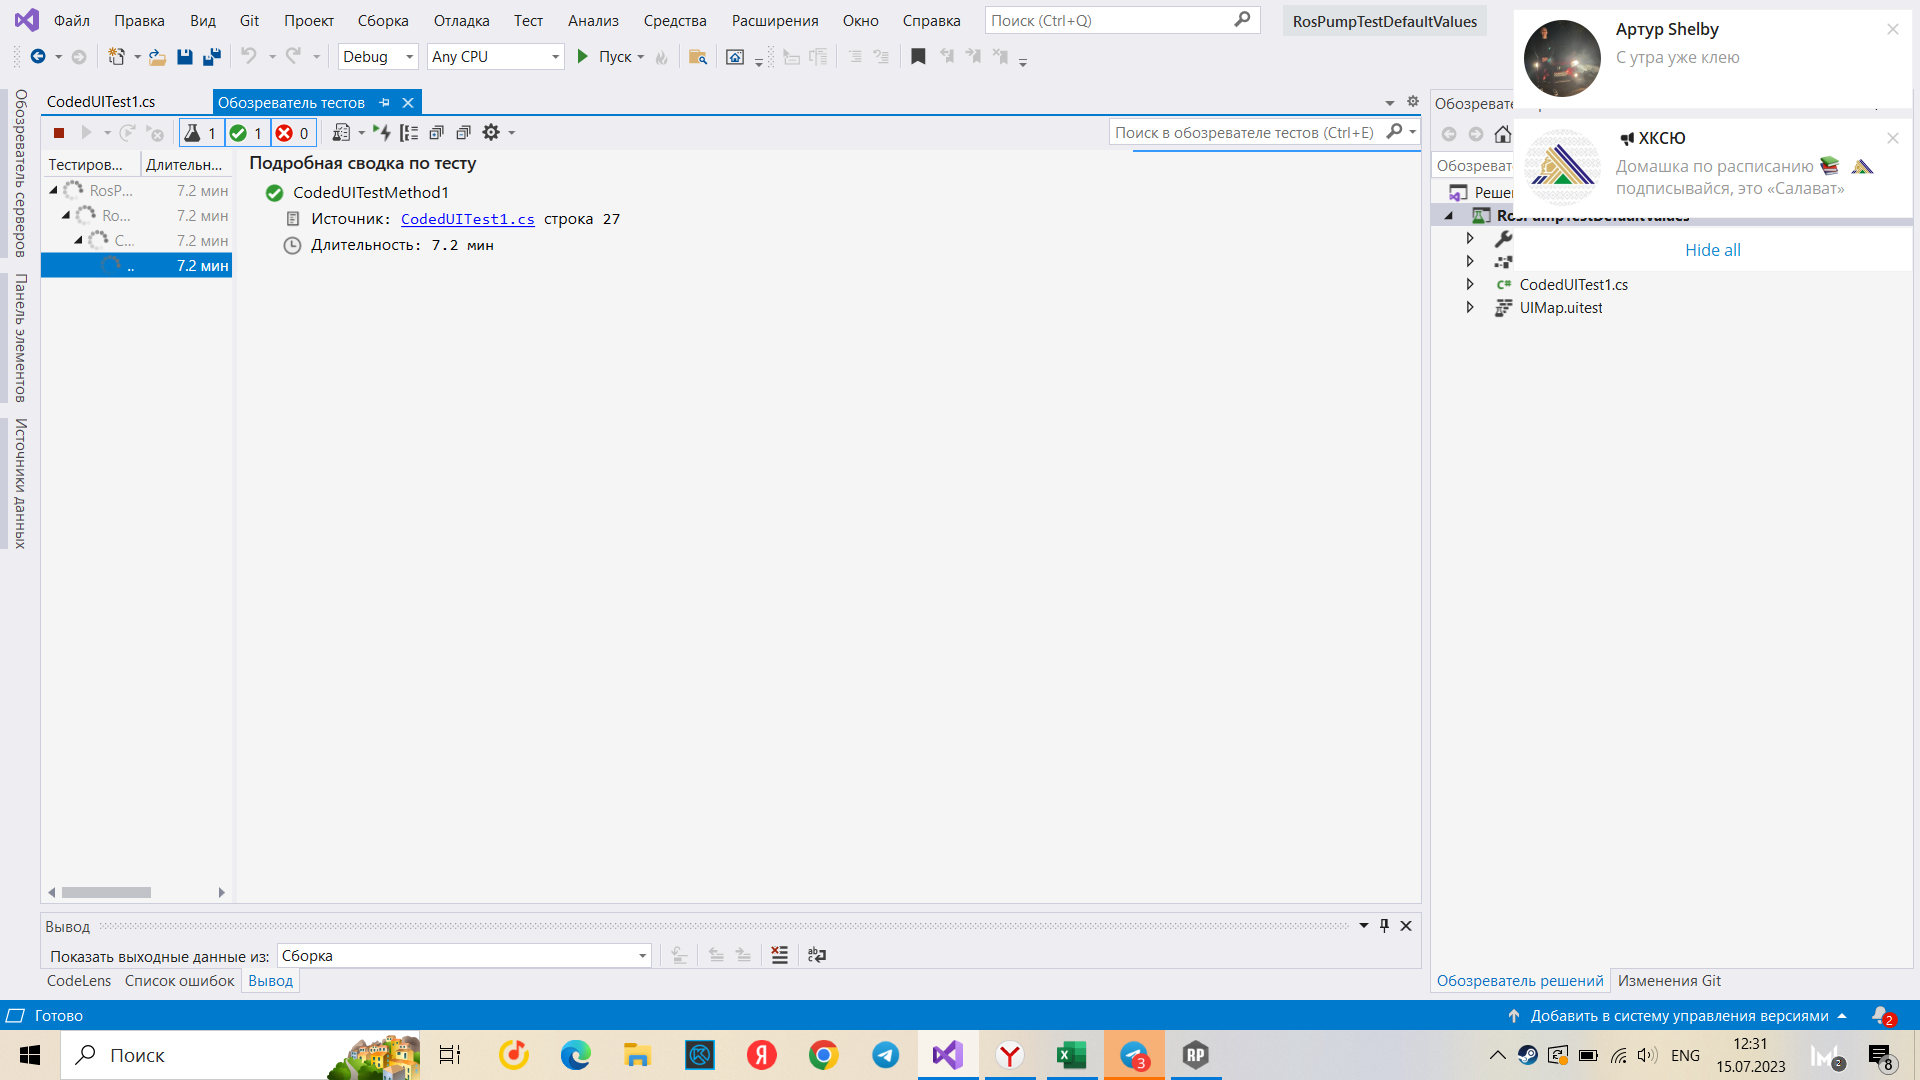 Файл Правка Вид Git Проект Сборка Отладка Тест Анализ Средства Расширения Окно Справка Поиск (Ctrl+Q) RosPumpTestDefaultValues
Debug Any CPU Пуск
CodedUITest1.cs Обозреватель тестов
1 1 0 Поиск в обозревателе тестов (Ctrl+E)
Тестиров... Длительн...
RosP... 7.2 мин
Ro... 7.2 мин
C... 7.2 мин
.. 7.2 мин
Подробная сводка по тесту
CodedUITestMethod1
Источник: CodedUITest1.cs строка 27
Длительность: 7.2 мин
Обозреватель серверов
Панель элементов
Источники данных
Артур Shelby
С утра уже клею
ХКСЮ
Домашка по расписанию
подписывайся, это «Салават»
Hide all
Обозревате
Обозреват
Решен
RosPumpTestDefaultValues
CodedUITest1.cs
UIMap.uitest
Вывод
Показать выходные данные из: Сборка
CodeLens Список ошибок Вывод
Обозреватель решений Изменения Git
Готово
Добавить в систему управления версиями 2
Поиск
3
RP
ENG
12:31
15.07.2023
2
8